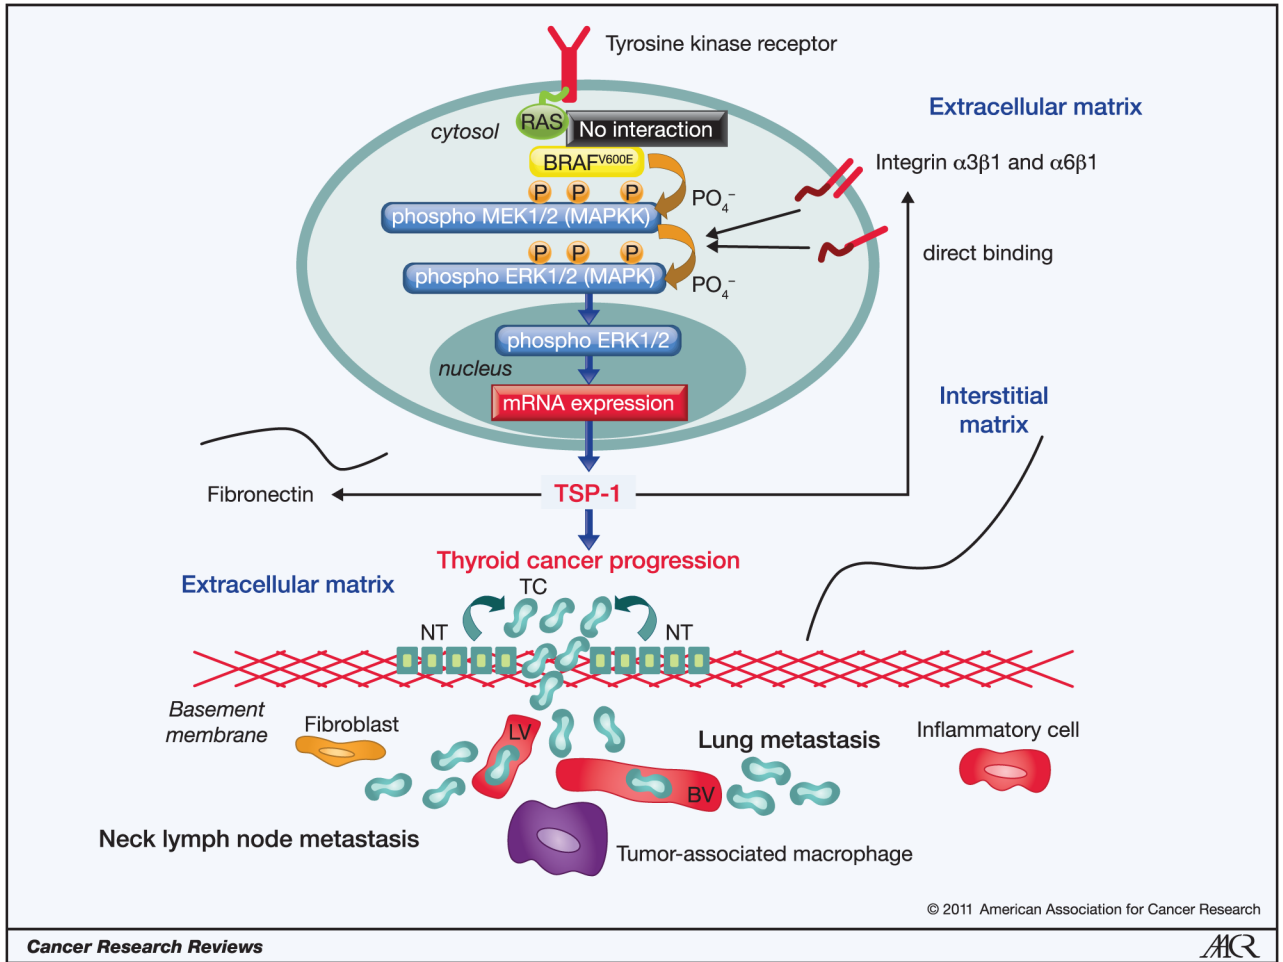 Tyrosine kinase receptor
Extracellular matrix
RAS
No interaction
cytosol
BRAFV600E
Integrin α3β1 and α6β1
P P P
PO4−
phospho MEK1/2 (MAPKK)
P P P
direct binding
phospho ERK1/2 (MAPK)
PO4−
phospho ERK1/2
nucleus
mRNA expression
Interstitial
matrix
Fibronectin
TSP-1
Thyroid cancer progression
Extracellular matrix
TC
NT
NT
Basement
membrane
Fibroblast
LV
Lung metastasis
Inflammatory cell
BV
Neck lymph node metastasis
Tumor-associated macrophage
© 2011 American Association for Cancer Research
Cancer Research Reviews
AACR